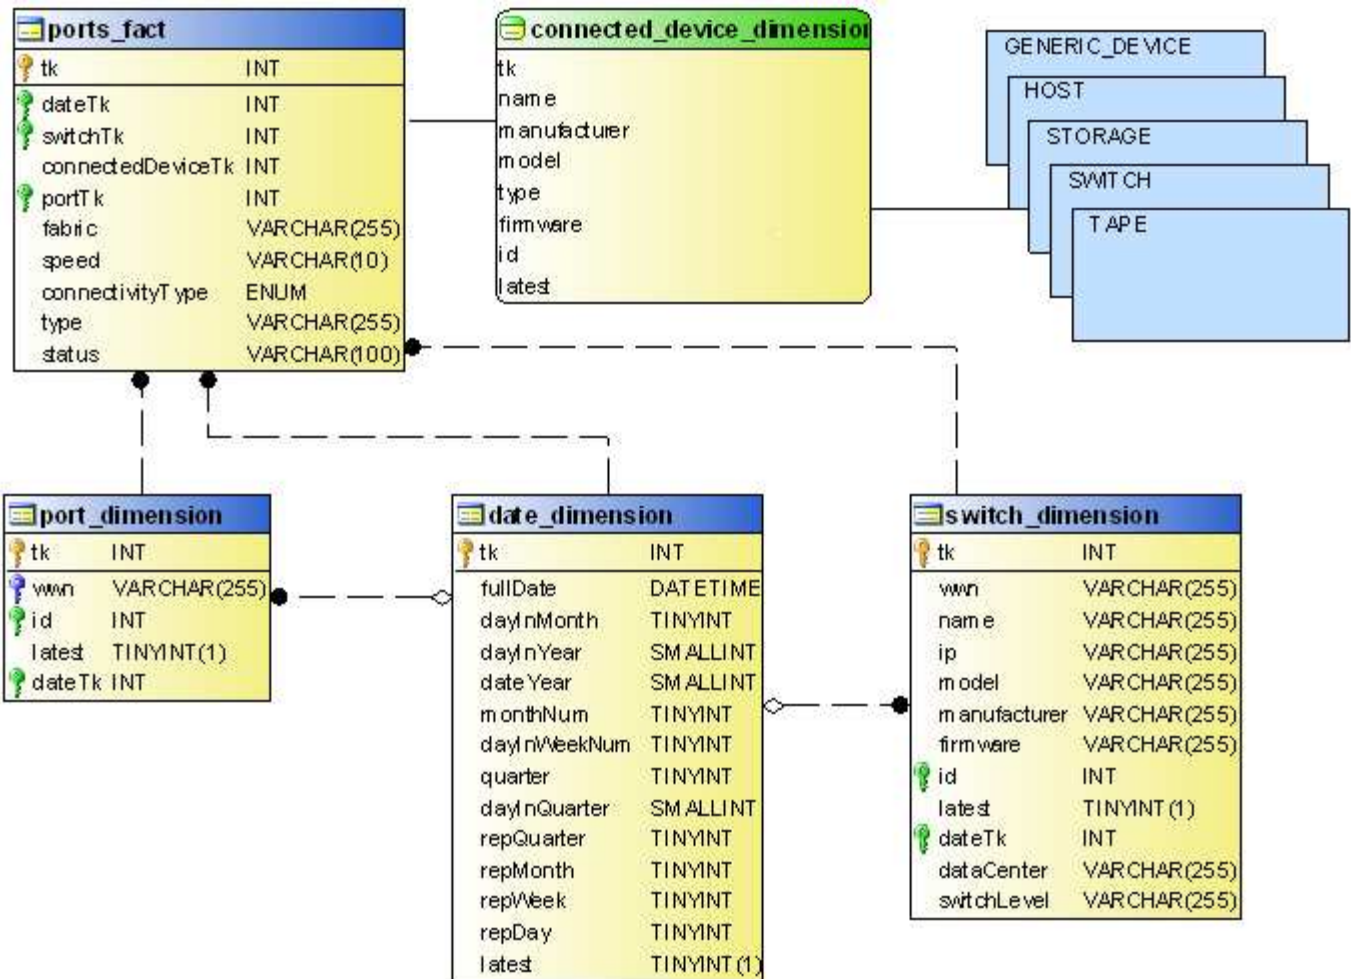 ports_fact
tk INT
dateTk INT
switchTk INT
connectedDeviceTk INT
portTk INT
fabric VARCHAR(255)
speed VARCHAR(10)
connectivityType ENUM
type VARCHAR(255)
status VARCHAR(100)
connected_device_dimension
tk
name
manufacturer
model
type
firmware
id
latest
GENERIC_DEVICE
HOST
STORAGE
SWITCH
TAPE
port_dimension
tk INT
wwn VARCHAR(255)
id INT
latest TINYINT(1)
dateTk INT
date_dimension
tk INT
fullDate DATETIME
dayInMonth TINYINT
dayInYear SMALLINT
dateYear SMALLINT
monthNum TINYINT
dayInWeekNum TINYINT
quarter TINYINT
dayInQuarter SMALLINT
repQuarter TINYINT
repMonth TINYINT
repWeek TINYINT
repDay TINYINT
latest TINYINT(1)
switch_dimension
tk INT
wwn VARCHAR(255)
name VARCHAR(255)
ip VARCHAR(255)
model VARCHAR(255)
manufacturer VARCHAR(255)
firmware VARCHAR(255)
id INT
latest TINYINT(1)
dateTk INT
dataCenter VARCHAR(255)
switchLevel VARCHAR(255)